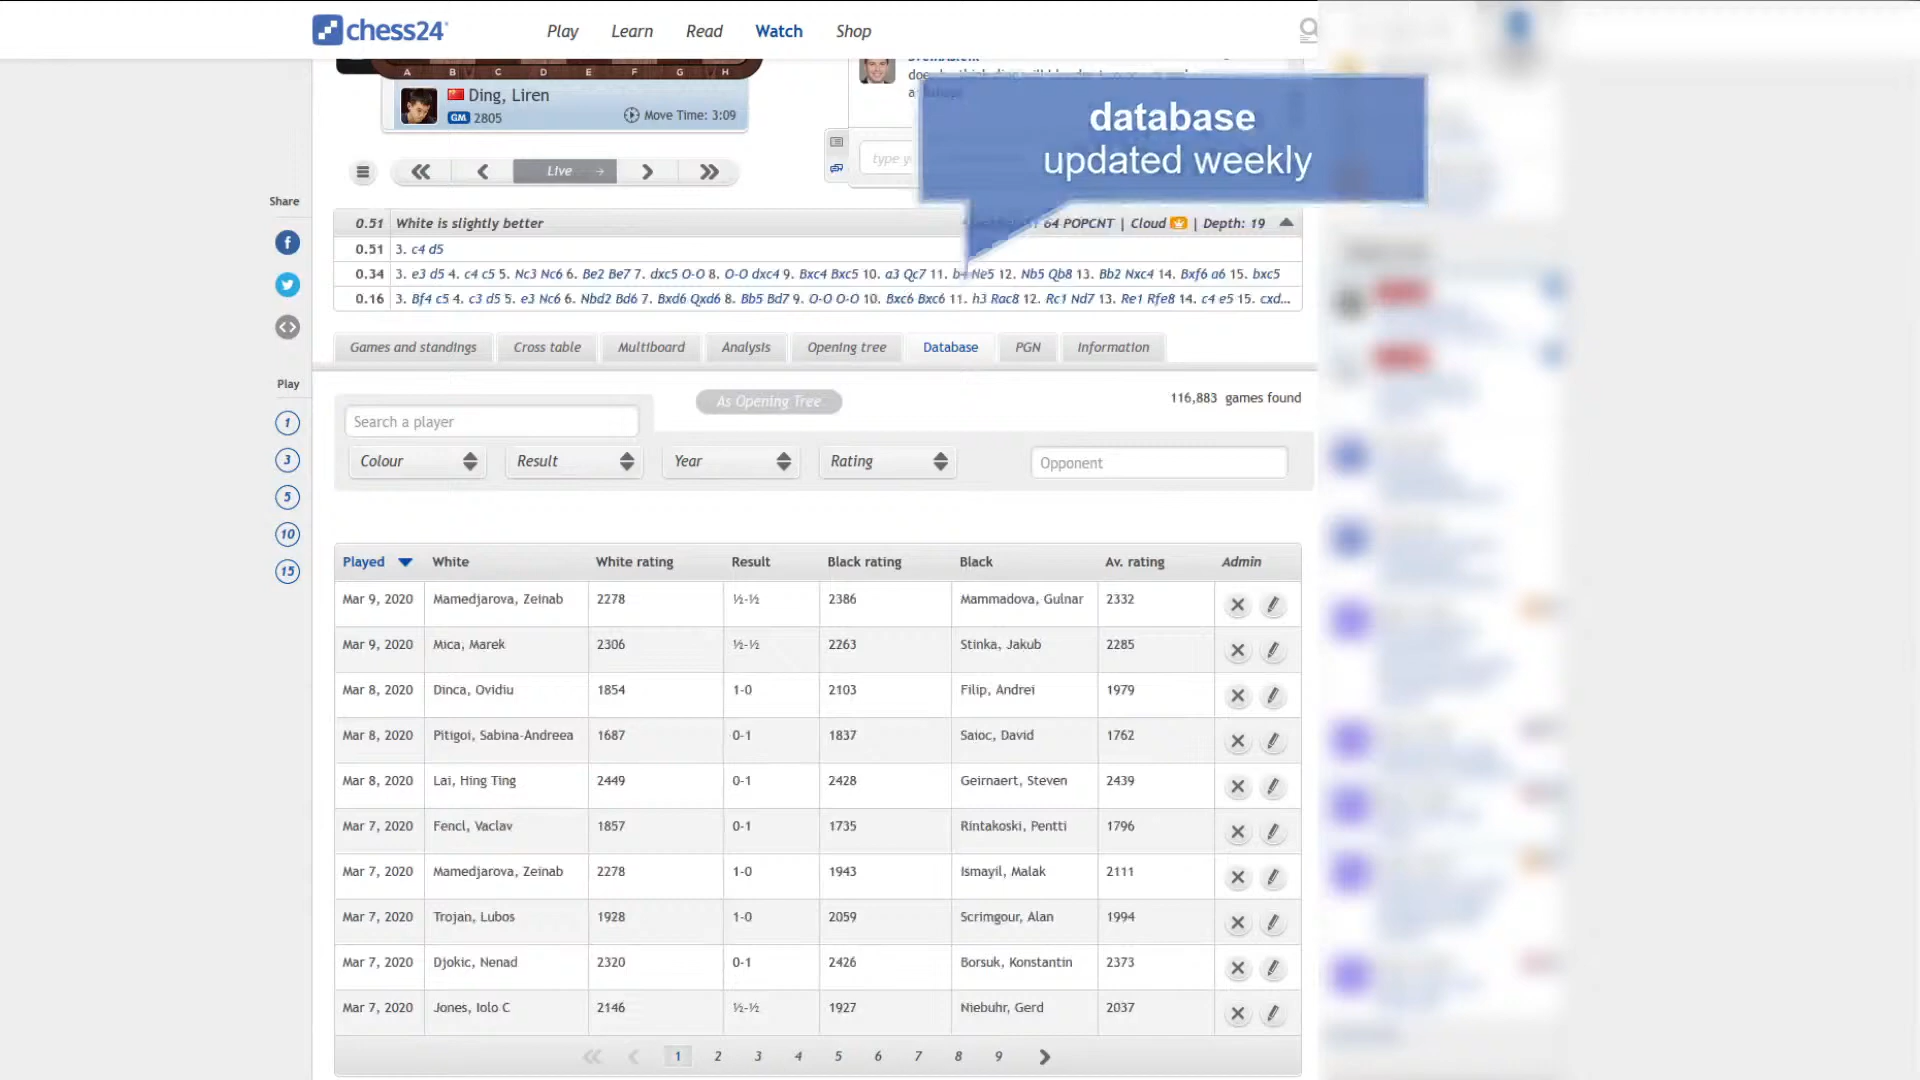 chess24
Play Learn Read Watch Shop
A B C D E F G H
Ding, Liren
GM 2805
Move Time: 3:09
type
database
updated weekly
Live
Share
0.51 White is slightly better
64 POPCNT | Cloud | Depth: 19
0.51 3. c4 d5
0.34 3. e3 d5 4. c4 c5 5. Nc3 Nc6 6. Be2 Be7 7. dxc5 O-O 8. O-O dxc4 9. Bxc4 Bxc5 10. a3 Qc7 11. b4 Ne5 12. Nb5 Qb8 13. Bb2 Nxc4 14. Bxf6 a6 15. bxc5
0.16 3. Bf4 c5 4. c3 d5 5. e3 Nc6 6. Nbd2 Bd6 7. Bxd6 Qxd6 8. Bb5 Bd7 9. O-O O-O 10. Bxc6 Bxc6 11. h3 Rac8 12. Rc1 Nd7 13. Re1 Rfe8 14. c4 e5 15. cxd...
Games and standings Cross table Multiboard Analysis Opening tree Database PGN Information
Play
1
3
5
10
15
As Opening Tree
116,883 games found
Search a player
Colour Result Year Rating Opponent
Played White White rating Result Black rating Black Av. rating Admin
Mar 9, 2020 Mamedjarova, Zeinab 2278 ½-½ 2386 Mammadova, Gulnar 2332
Mar 9, 2020 Mica, Marek 2306 ½-½ 2263 Stinka, Jakub 2285
Mar 8, 2020 Dinca, Ovidiu 1854 1-0 2103 Filip, Andrei 1979
Mar 8, 2020 Pitigoi, Sabina-Andreea 1687 0-1 1837 Saioc, David 1762
Mar 8, 2020 Lai, Hing Ting 2449 0-1 2428 Geirnaert, Steven 2439
Mar 7, 2020 Fencl, Vaclav 1857 0-1 1735 Rintakoski, Pentti 1796
Mar 7, 2020 Mamedjarova, Zeinab 2278 1-0 1943 Ismayil, Malak 2111
Mar 7, 2020 Trojan, Lubos 1928 1-0 2059 Scrimgour, Alan 1994
Mar 7, 2020 Djokic, Nenad 2320 0-1 2426 Borsuk, Konstantin 2373
Mar 7, 2020 Jones, Iolo C 2146 ½-½ 1927 Niebuhr, Gerd 2037
1 2 3 4 5 6 7 8 9